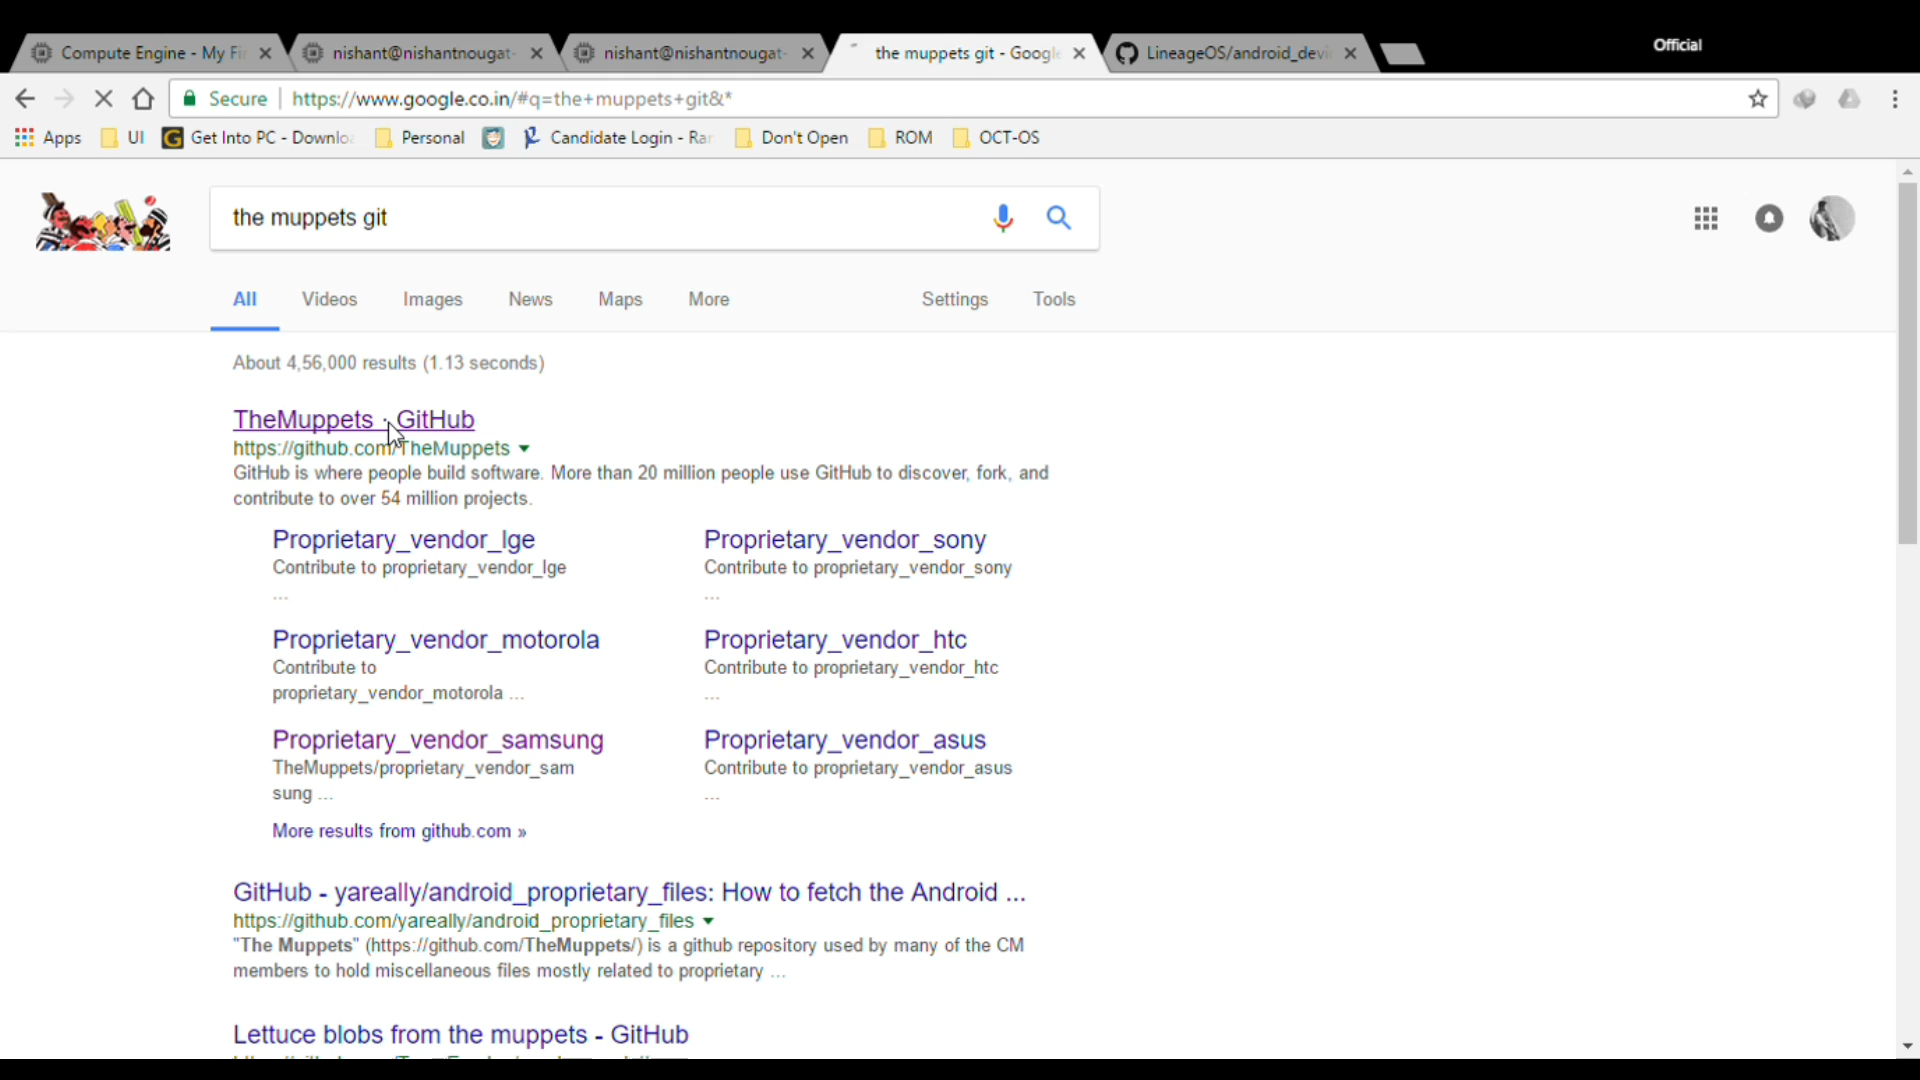 Compute Engine - My Fi
nishant@nishantnougat-
nishant@nishantnougat-
the muppets git - Google
LineageOS/android_devi
Official
Secure
https://www.google.co.in/#q=the+muppets+git&*
Apps
UI
Get Into PC - Downloa
Personal
Candidate Login - Ra
Don't Open
ROM
OCT-OS
the muppets git
All
Videos
Images
News
Maps
More
Settings
Tools
About 4,56,000 results (1.13 seconds)
TheMuppets · GitHub
https://github.com/TheMuppets
GitHub is where people build software. More than 20 million people use GitHub to discover, fork, and
contribute to over 54 million projects.
Proprietary_vendor_lge
Contribute to proprietary_vendor_lge
...
Proprietary_vendor_sony
Contribute to proprietary_vendor_sony
...
Proprietary_vendor_motorola
Contribute to
proprietary_vendor_motorola ...
Proprietary_vendor_htc
Contribute to proprietary_vendor_htc
...
Proprietary_vendor_samsung
TheMuppets/proprietary_vendor_sam
sung ...
Proprietary_vendor_asus
Contribute to proprietary_vendor_asus
...
More results from github.com »
GitHub - yareally/android_proprietary_files: How to fetch the Android ...
https://github.com/yareally/android_proprietary_files
"The Muppets" (https://github.com/TheMuppets/) is a github repository used by many of the CM
members to hold miscellaneous files mostly related to proprietary ...
Lettuce blobs from the muppets - GitHub